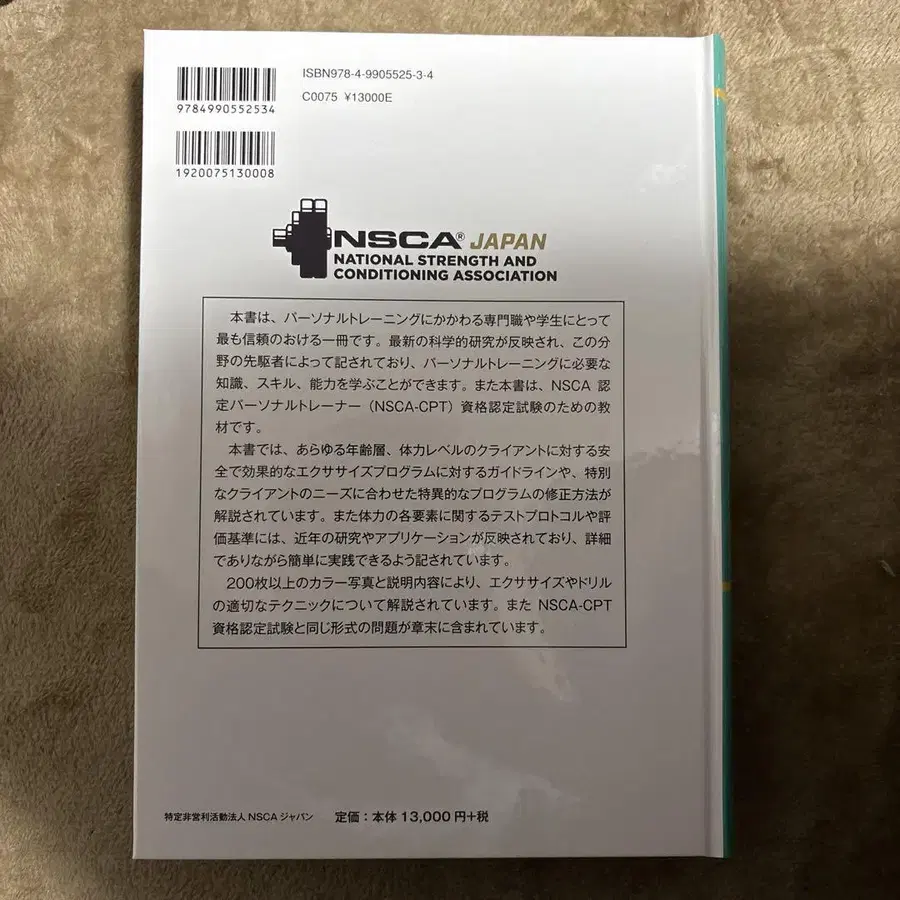 ISBN978-4-9905525-3-4
C0075 ¥13000E
9784990552534
1920075130008
NSCA® JAPAN
NATIONAL STRENGTH AND
CONDITIONING ASSOCIATION
本書は、パーソナルトレーニングにかかわる専門職や学生にとって
最も信頼のおける一冊です。最新の科学的研究が反映され、この分
野の先駆者によって記されており、パーソナルトレーニングに必要な
知識、スキル、能力を学ぶことができます。また本書は、NSCA 認
定パーソナルトレーナー（NSCA-CPT）資格認定試験のための教
材です。
本書では、あらゆる年齢層、体力レベルのクライアントに対する安
全で効果的なエクササイズプログラムに対するガイドラインや、特別
なクライアントのニーズに合わせた特異的なプログラムの修正方法が
解説されています。また体力の各要素に関するテストプロトコルや評
価基準には、近年の研究やアプリケーションが反映されており、詳細
でありながら簡単に実践できるよう記されています。
200枚以上のカラー写真と説明内容により、エクササイズやドリル
の適切なテクニックについて解説されています。また NSCA-CPT
資格認定試験と同じ形式の問題が章末に含まれています。
特定非営利活動法人 NSCA ジャパン 定価：本体 13,000 円+税